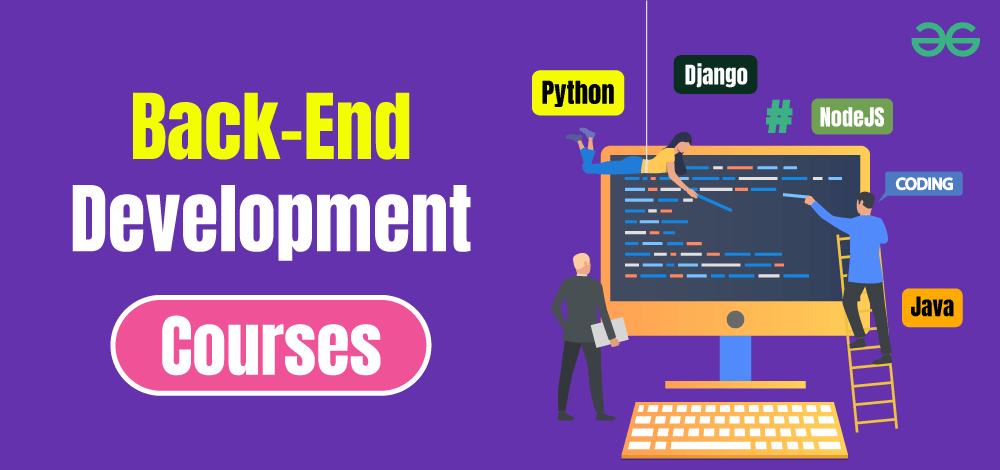 Back-End
Development
Courses
Python
Django
#
NodeJS
CODING
Java